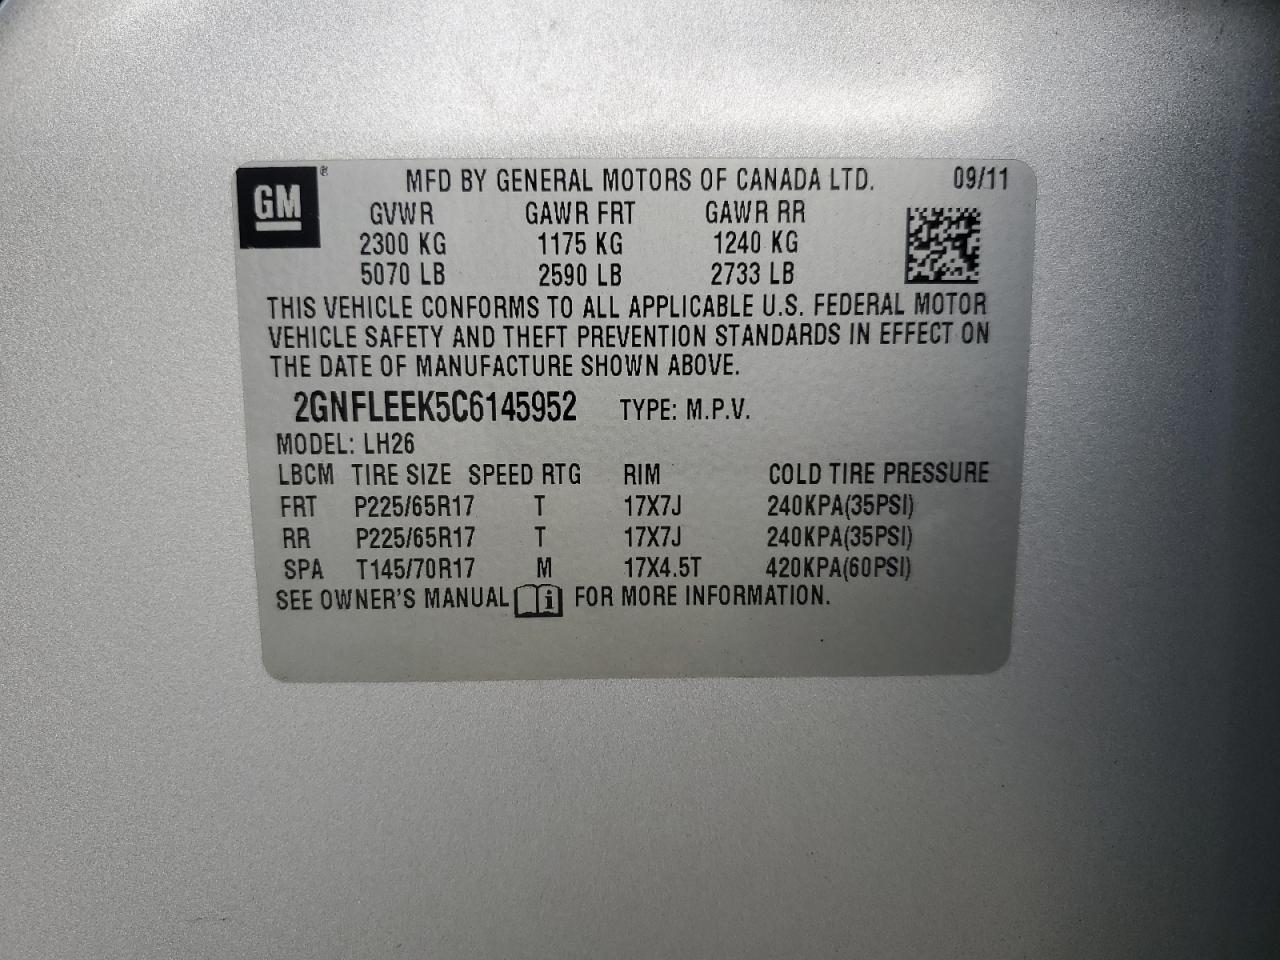 GM ® MFD BY GENERAL MOTORS OF CANADA LTD. 09/11
GVWR GAWR FRT GAWR RR
2300 KG 1175 KG 1240 KG
5070 LB 2590 LB 2733 LB
THIS VEHICLE CONFORMS TO ALL APPLICABLE U.S. FEDERAL MOTOR
VEHICLE SAFETY AND THEFT PREVENTION STANDARDS IN EFFECT ON
THE DATE OF MANUFACTURE SHOWN ABOVE.
2GNFLEEK5C6145952 TYPE: M.P.V.
MODEL: LH26
LBCM TIRE SIZE SPEED RTG RIM COLD TIRE PRESSURE
FRT P225/65R17 T 17X7J 240KPA(35PSI)
RR P225/65R17 T 17X7J 240KPA(35PSI)
SPA T145/70R17 M 17X4.5T 420KPA(60PSI)
SEE OWNER'S MANUAL i FOR MORE INFORMATION.